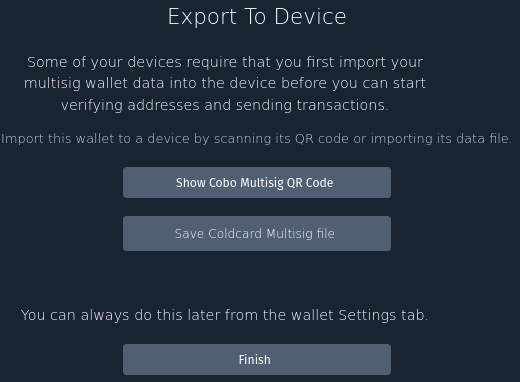 Export To Device
Some of your devices require that you first import your
multisig wallet data into the device before you can start
verifying addresses and sending transactions.
Import this wallet to a device by scanning its QR code or importing its data file.
Show Cobo Multisig QR Code
Save Coldcard Multisig file
You can always do this later from the wallet Settings tab.
Finish